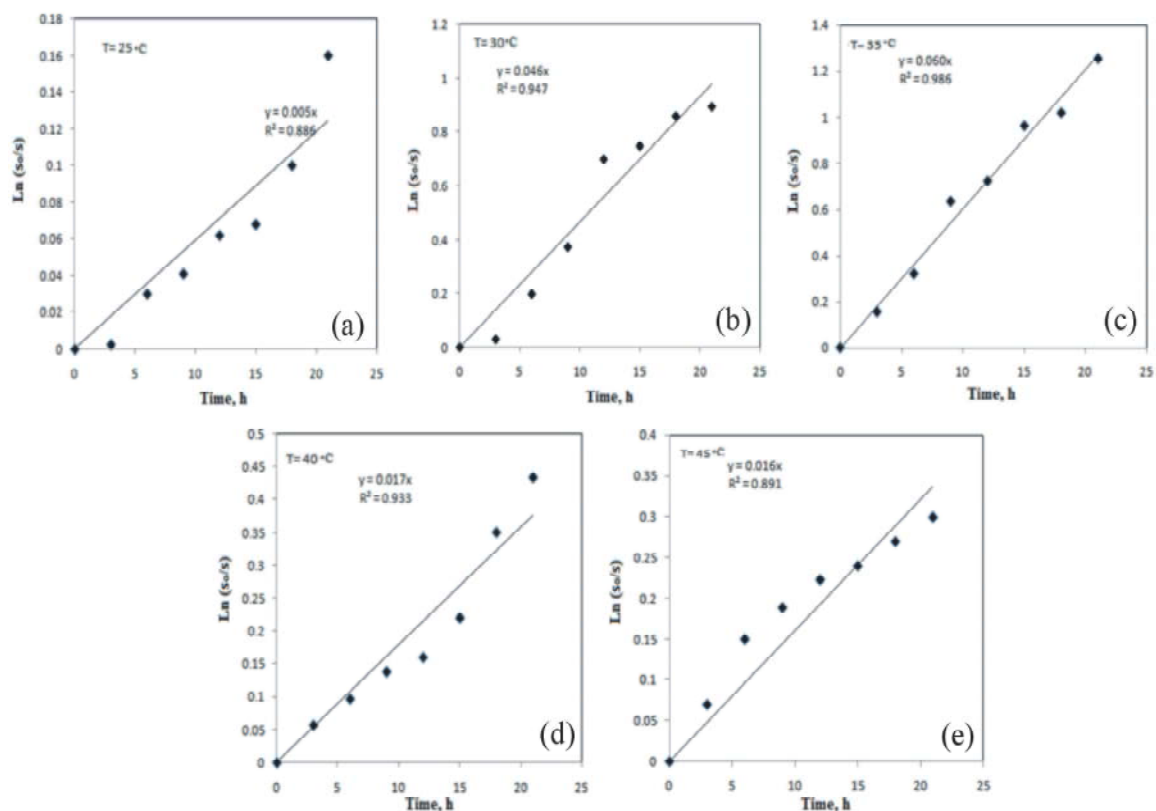 0.18
0.16
0.14
0.12
0.1
0.08
0.06
0.04
0.02
0
Ln (s₀/s)
T= 25 °C
y = 0.005x
R² = 0.886
(a)
0 5 10 15 20 25
Time, h
1.2
1
0.8
0.6
0.4
0.2
0
Ln (s₀/s)
T= 30°C
y = 0.046x
R² = 0.947
(b)
0 5 10 15 20 25
Time, h
1.4
1.2
1
0.8
0.6
0.4
0.2
0
Ln (s₀/s)
T= 35 °C
y = 0.060x
R² = 0.986
(c)
0 5 10 15 20 25
Time, h
0.5
0.45
0.4
0.35
0.3
0.25
0.2
0.15
0.1
0.05
0
Ln (s₀/s)
T= 40 °C
y = 0.017x
R² = 0.933
(d)
0 5 10 15 20 25
Time, h
0.4
0.35
0.3
0.25
0.2
0.15
0.1
0.05
0
Ln (s₀/s)
T= 45 °C
y = 0.016x
R² = 0.891
(e)
0 5 10 15 20 25
Time, h